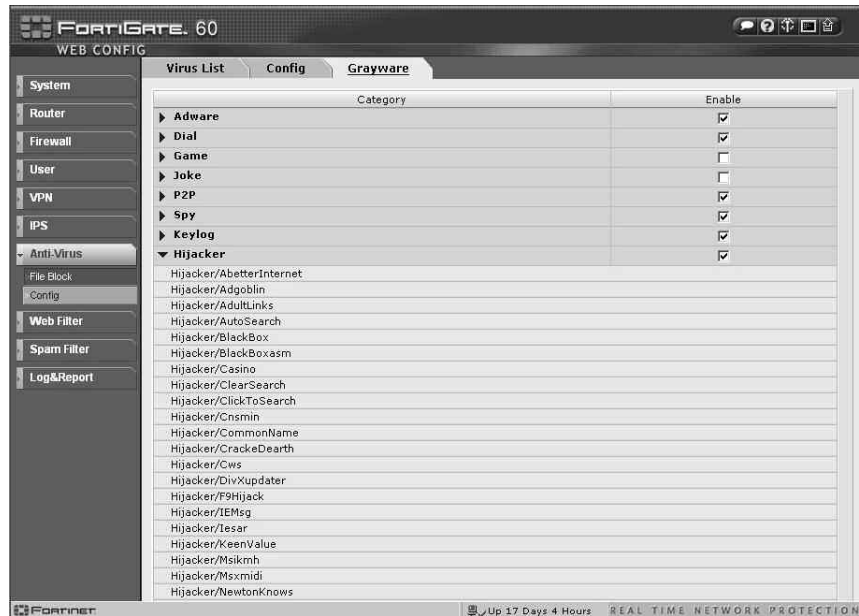 FORTIGATE. 60
WEB CONFIG
Virus List Config Grayware
System
Router
Firewall
User
VPN
IPS
Anti-Virus
File Block
Config
Web Filter
Spam Filter
Log&Report
Category Enable
Adware
Dial
Game
Joke
P2P
Spy
Keylog
Hijacker
Hijacker/AbetterInternet
Hijacker/Adgoblin
Hijacker/AdultLinks
Hijacker/AutoSearch
Hijacker/BlackBox
Hijacker/BlackBoxasm
Hijacker/Casino
Hijacker/ClearSearch
Hijacker/ClickToSearch
Hijacker/Cnsmin
Hijacker/CommonName
Hijacker/CrackeDearth
Hijacker/Cws
Hijacker/DivXupdater
Hijacker/F9Hijack
Hijacker/IEMsg
Hijacker/Iesar
Hijacker/KeenValue
Hijacker/Msikmh
Hijacker/Msxmidi
Hijacker/NewtonKnows
FORTINET Up 17 Days 4 Hours REAL TIME NETWORK PROTECTION